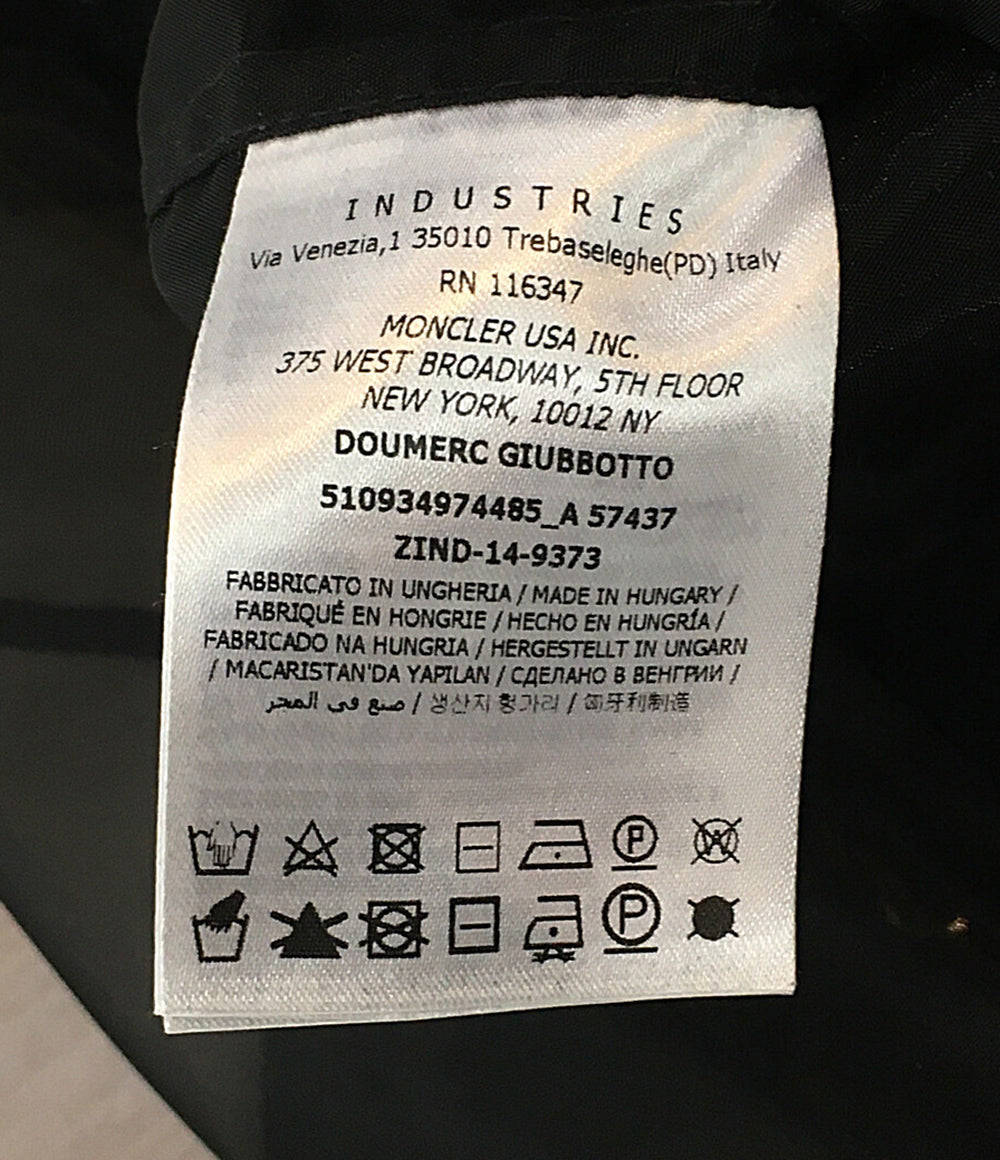 INDUSTRIES
Via Venezia,1 35010 Trebaseleghe(PD) Italy
RN 116347
MONCLER USA INC.
375 WEST BROADWAY, 5TH FLOOR
NEW YORK, 10012 NY
DOUMERC GIUBBOTTO
510934974485_A 57437
ZIND-14-9373
FABBRICATO IN UNGHERIA / MADE IN HUNGARY /
FABRIQUÉ EN HONGRIE / HECHO EN HUNGRÍA /
FABRICADO NA HUNGRIA / HERGESTELLT IN UNGARN
/ MACARISTAN'DA YAPILAN / СДЕЛАНО В ВЕНГРИИ /
صنع في المجر / 생산지 헝가리 / 匈牙利制造
P W
P